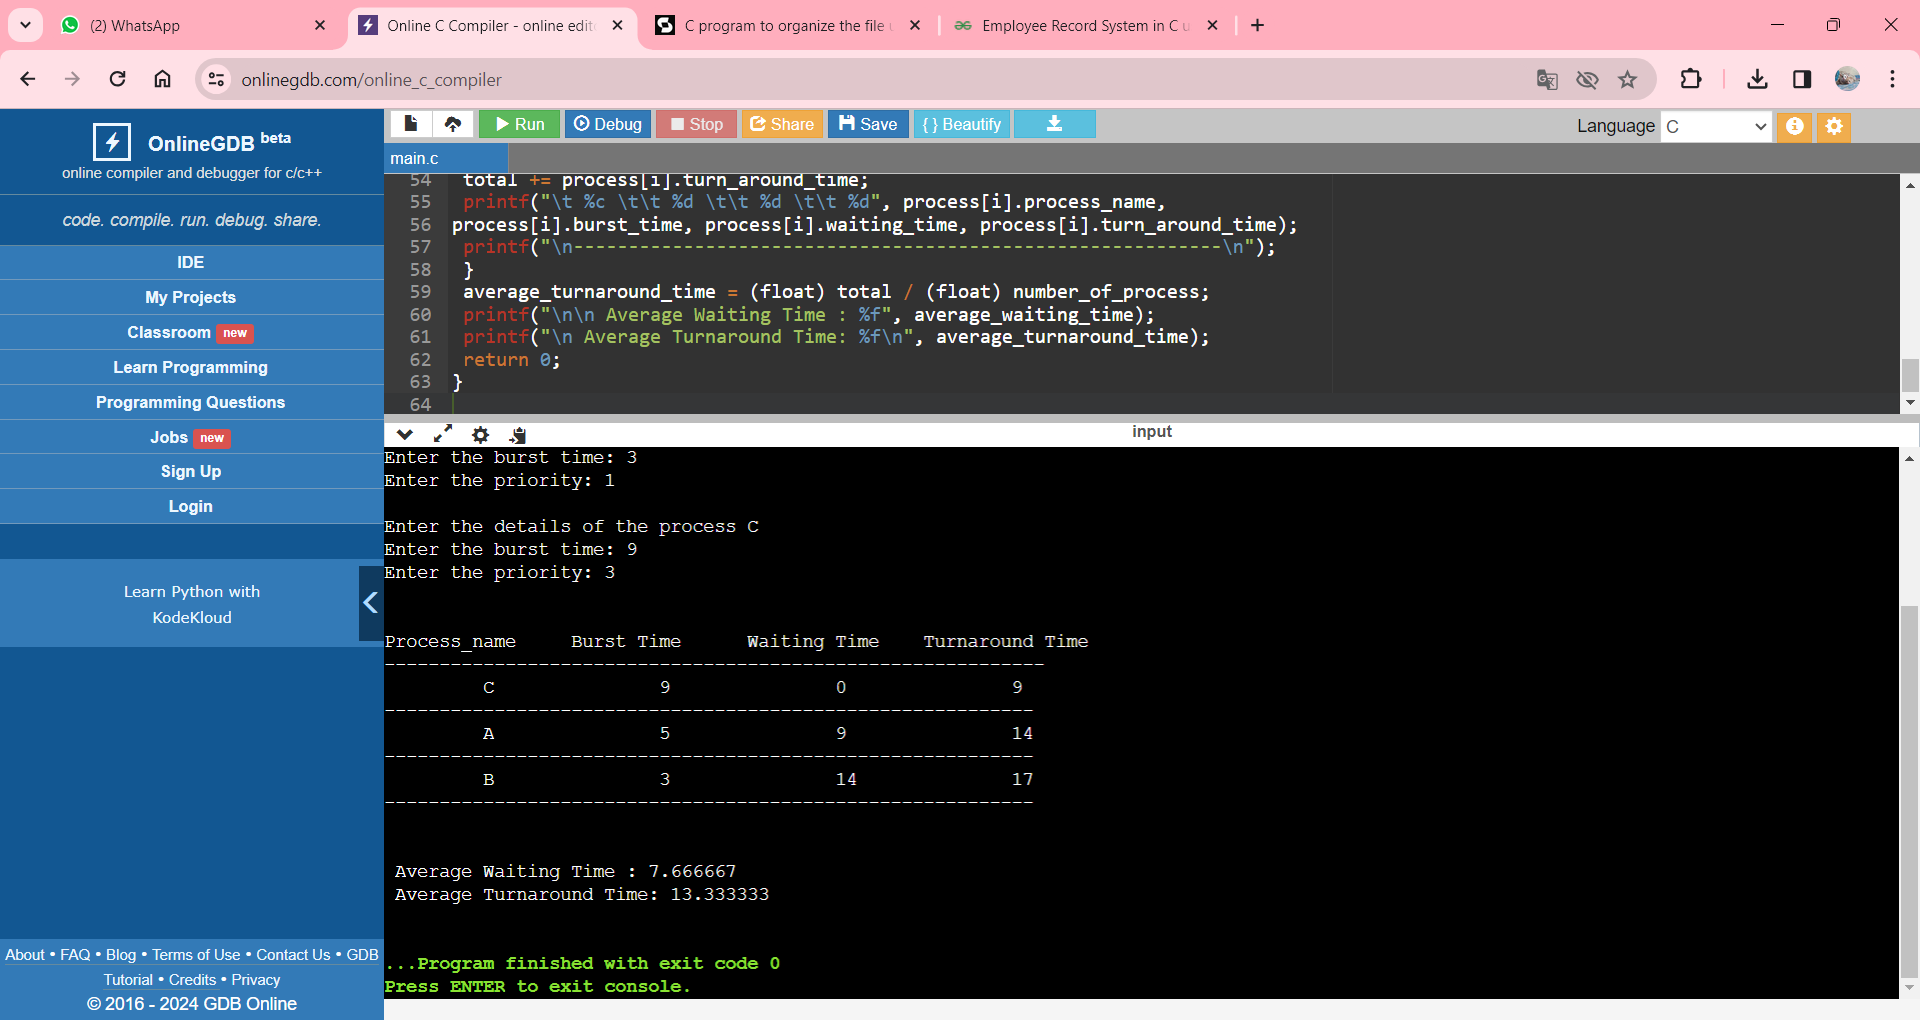 (2) WhatsApp
Online C Compiler - online edit
C program to organize the file
Employee Record System in C u
onlinegdb.com/online_c_compiler
OnlineGDB beta
online compiler and debugger for c/c++
code. compile. run. debug. share.
IDE
My Projects
Classroom new
Learn Programming
Programming Questions
Jobs new
Sign Up
Login
Learn Python with
KodeKloud
About • FAQ • Blog • Terms of Use • Contact Us • GDB
Tutorial • Credits • Privacy
© 2016 - 2024 GDB Online
Run Debug Stop Share Save { } Beautify
Language C
main.c
54 total += process[i].turn_around_time;
55 printf("\t %c \t\t %d \t\t %d \t\t %d", process[i].process_name,
56 process[i].burst_time, process[i].waiting_time, process[i].turn_around_time);
57 printf("\n-----------------------------------------------------------\n");
58 }
59 average_turnaround_time = (float) total / (float) number_of_process;
60 printf("\n\n Average Waiting Time : %f", average_waiting_time);
61 printf("\n Average Turnaround Time: %f\n", average_turnaround_time);
62 return 0;
63 }
64
input
Enter the burst time: 3
Enter the priority: 1
Enter the details of the process C
Enter the burst time: 9
Enter the priority: 3
Process_name Burst Time Waiting Time Turnaround Time
------------------------------------------------------------
C 9 0 9
-----------------------------------------------------------
A 5 9 14
-----------------------------------------------------------
B 3 14 17
-----------------------------------------------------------
Average Waiting Time : 7.666667
Average Turnaround Time: 13.333333
...Program finished with exit code 0
Press ENTER to exit console.